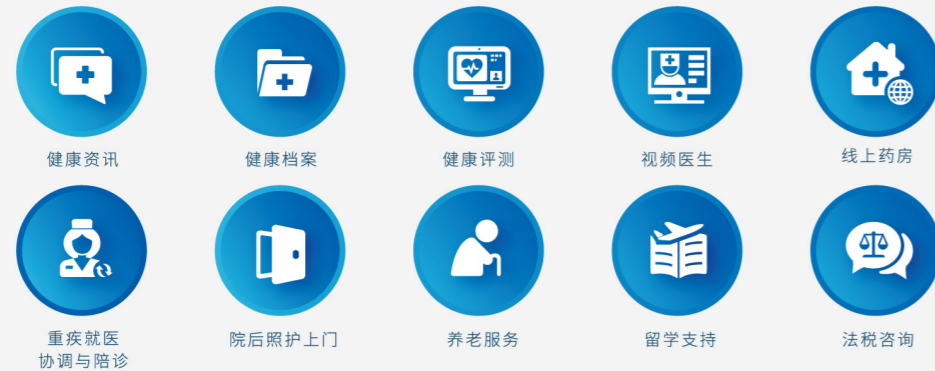 健康资讯
健康档案
健康评测
视频医生
线上药房
重疾就医
协调与陪诊
院后照护上门
养老服务
留学支持
法税咨询